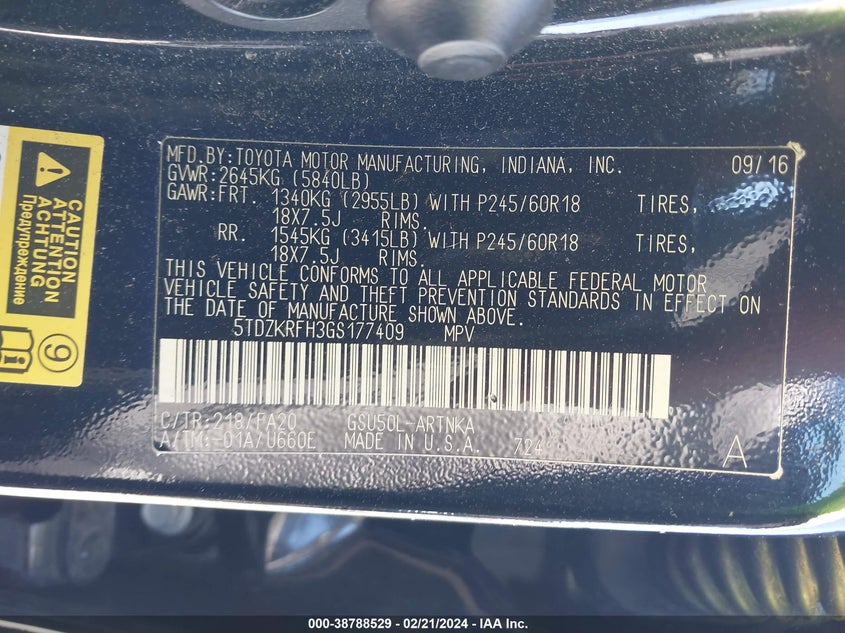 MFD.BY:TOYOTA MOTOR MANUFACTURING, INDIANA, INC. 09/16
GVWR:2645KG (5840LB)
GAWR:FRT. 1340KG (2955LB) WITH P245/60R18 TIRES,
18X7.5J RIMS.
RR. 1545KG (3415LB) WITH P245/60R18 TIRES,
18X7.5J RIMS.
THIS VEHICLE CONFORMS TO ALL APPLICABLE FEDERAL MOTOR
VEHICLE SAFETY AND THEFT PREVENTION STANDARDS IN EFFECT ON
THE DATE OF MANUFACTURE SHOWN ABOVE.
5TDZKRFH3GS177409 MPV
C/TR:218/FA20 GSU50L-ARTNKA
A/TM:-01A/U660E MADE IN U.S.A. 724 A
CAUTION
ATTENTION
ACHTUNG
Предупреждение
9
000-38788529 - 02/21/2024 - IAA Inc.